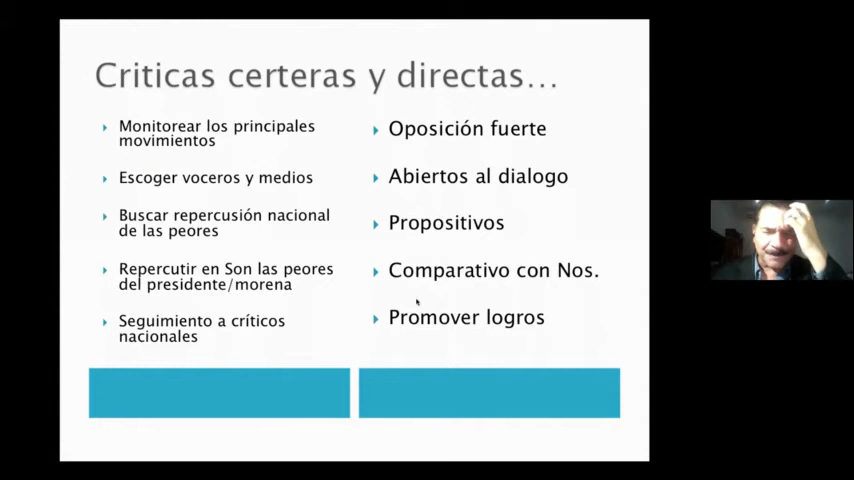 Criticas certeras y directas...
Monitorear los principales
movimientos
Escoger voceros y medios
Buscar repercusión nacional
de las peores
Repercutir en Son las peores
del presidente/morena
Seguimiento a críticos
nacionales
Oposición fuerte
Abiertos al dialogo
Propositivos
Comparativo con Nos.
Promover logros